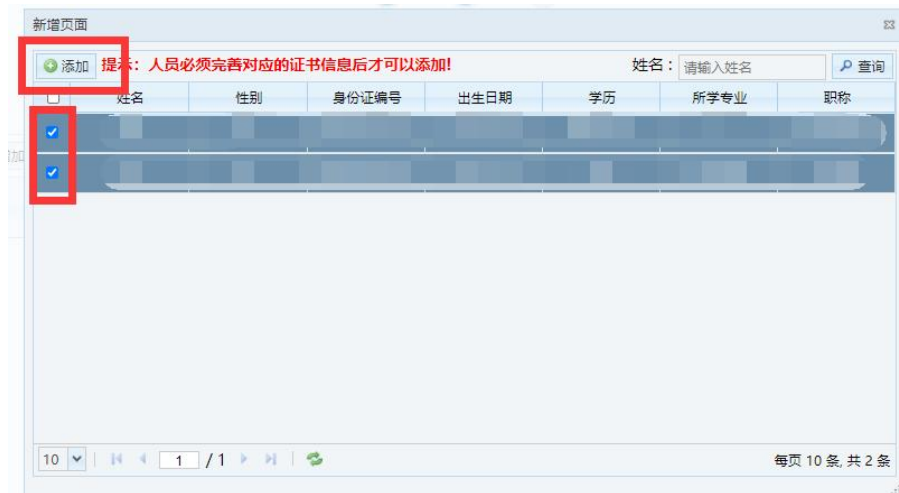 新增页面
添加 提示：人员必须完善对应的证书信息后才可以添加! 姓名： 请输入姓名 查询
姓名 性别 身份证编号 出生日期 学历 所学专业 职称
10 1 / 1 每页 10 条, 共 2 条